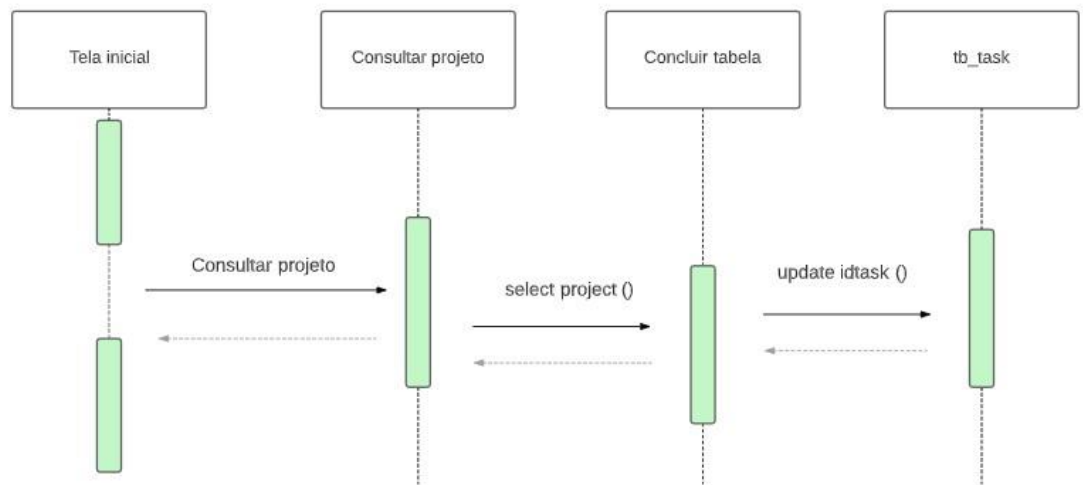 Tela inicial
Consultar projeto
Concluir tabela
tb_task
Consultar projeto
select project ()
update idtask ()